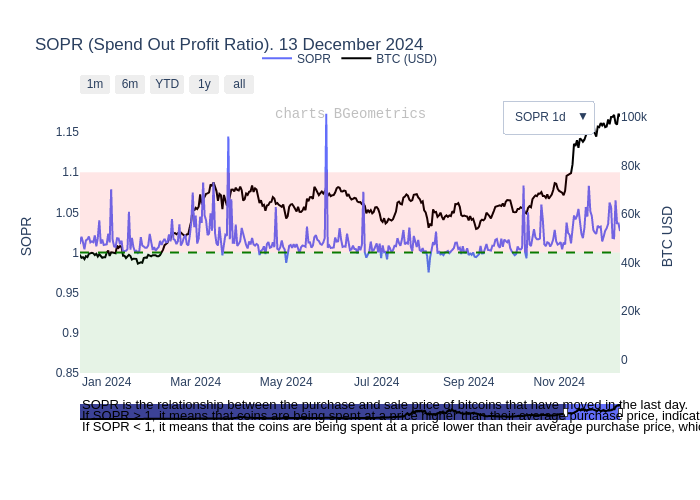 SOPR (Spend Out Profit Ratio). 13 December 2024
SOPR BTC (USD)
1m 6m YTD 1y all
charts BGeometrics
SOPR 1d ▼
1.15
1.1
1.05
1
0.95
0.9
0.85
SOPR
100k
80k
60k
40k
20k
0
BTC USD
Jan 2024 Mar 2024 May 2024 Jul 2024 Sep 2024 Nov 2024
SOPR is the relationship between the purchase and sale price of bitcoins that have moved in the last day.
If SOPR > 1, it means that coins are being spent at a price higher than their average purchase price, indicat
If SOPR < 1, it means that the coins are being spent at a price lower than their average purchase price, whic